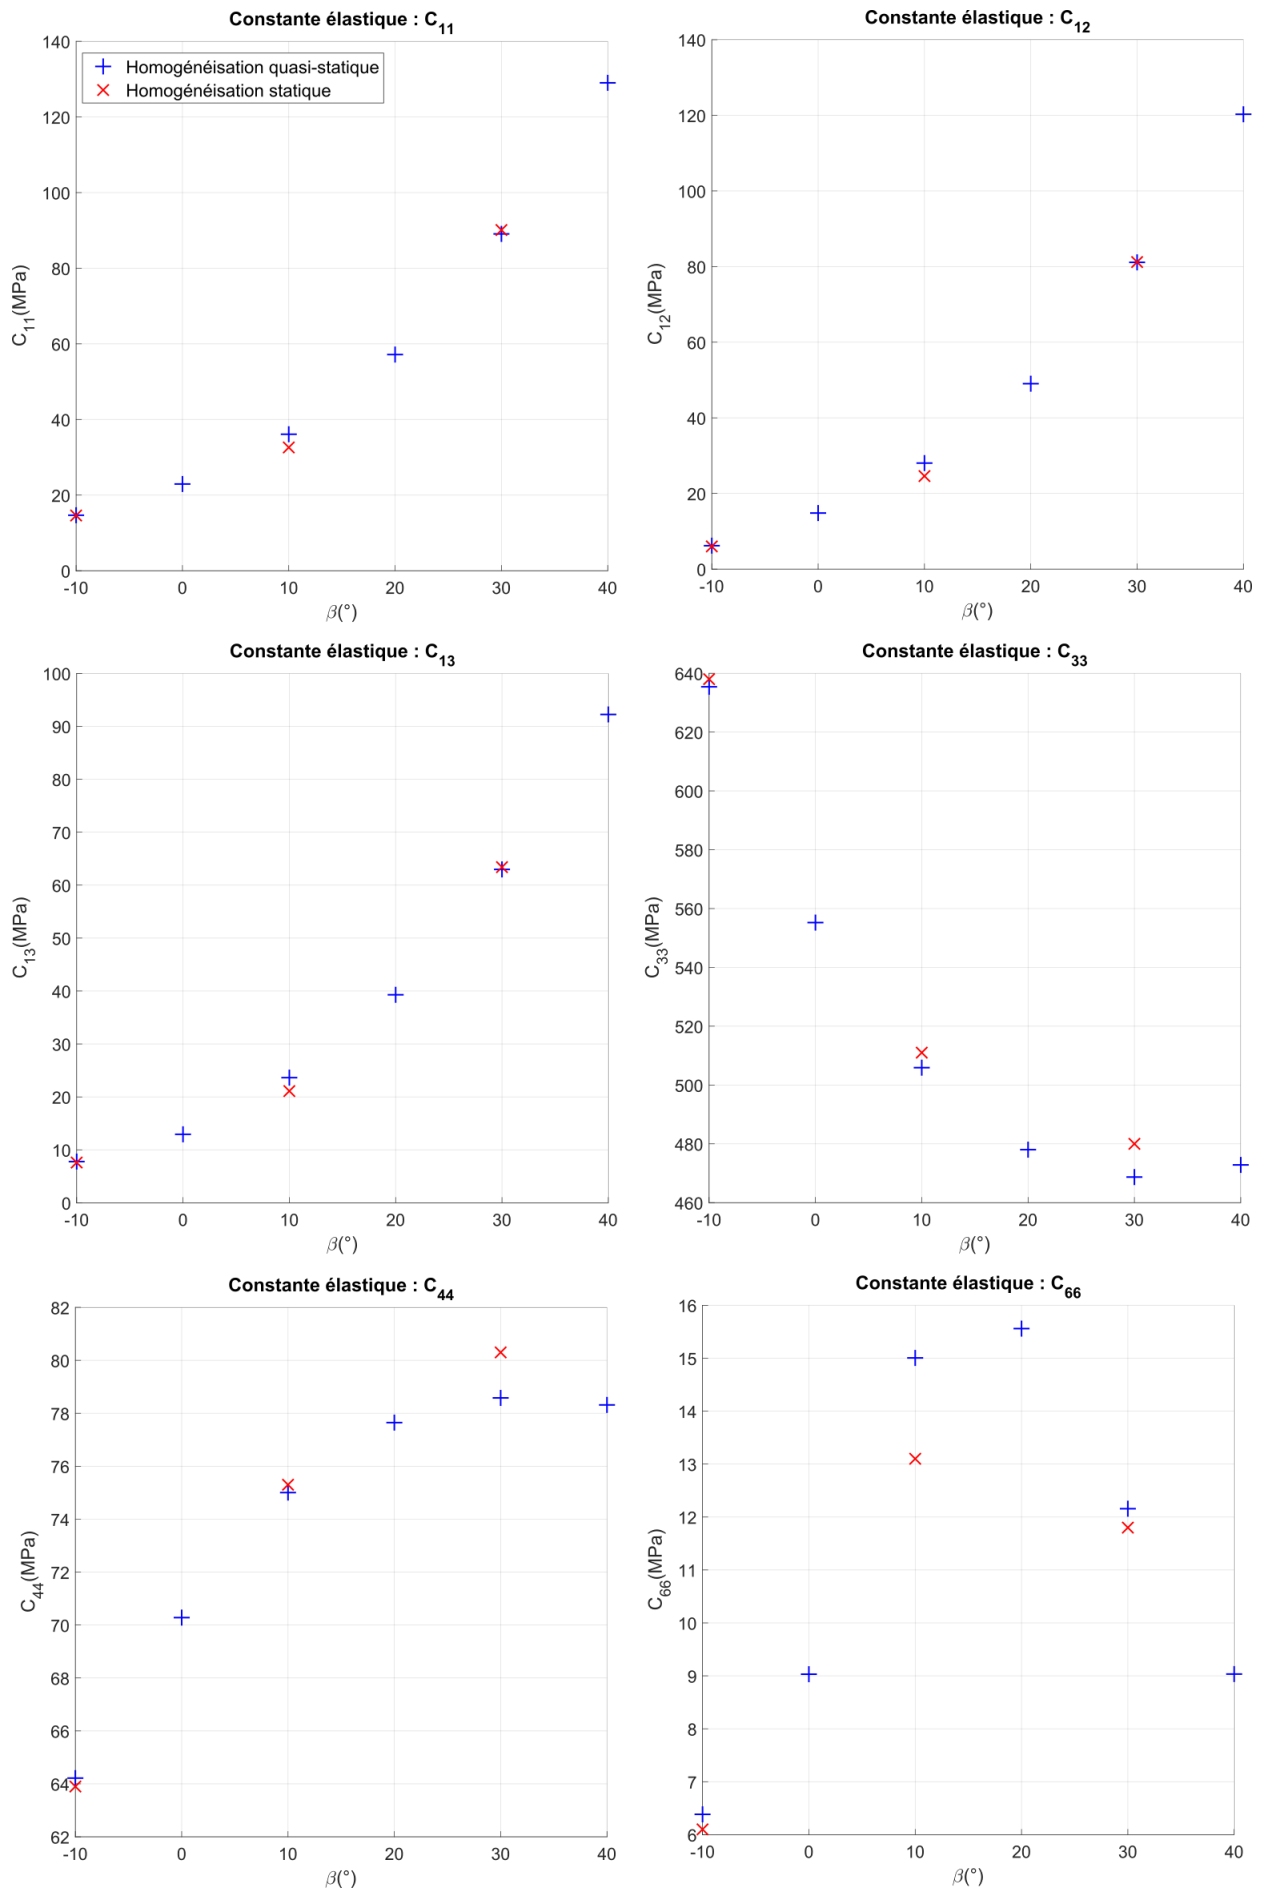 Constante élastique : C11
Homogénéisation quasi-statique
Homogénéisation statique
C11(MPa)
140
120
100
80
60
40
20
0
-10 0 10 20 30 40
β(°)
Constante élastique : C12
C12(MPa)
140
120
100
80
60
40
20
0
-10 0 10 20 30 40
β(°)
Constante élastique : C13
C13(MPa)
100
90
80
70
60
50
40
30
20
10
0
-10 0 10 20 30 40
β(°)
Constante élastique : C33
C33(MPa)
640
620
600
580
560
540
520
500
480
460
-10 0 10 20 30 40
β(°)
Constante élastique : C44
C44(MPa)
82
80
78
76
74
72
70
68
66
64
62
-10 0 10 20 30 40
β(°)
Constante élastique : C66
C66(MPa)
16
15
14
13
12
11
10
9
8
7
6
-10 0 10 20 30 40
β(°)